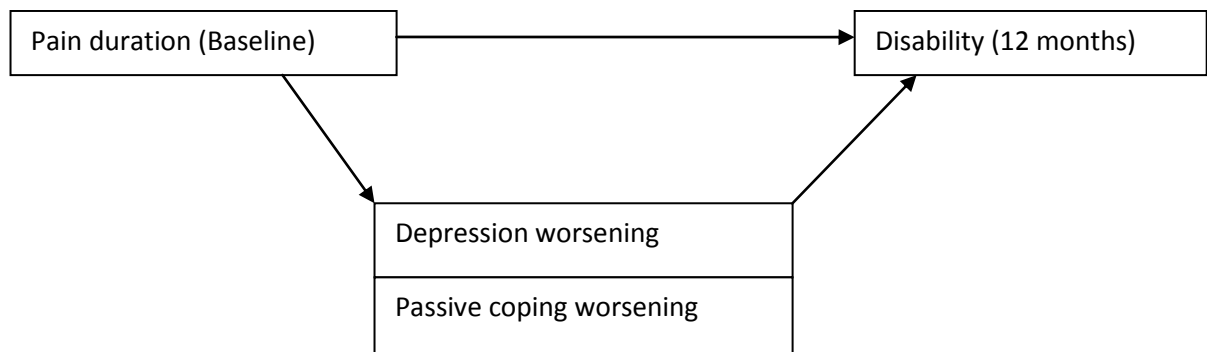 Pain duration (Baseline)
Disability (12 months)
Depression worsening
Passive coping worsening